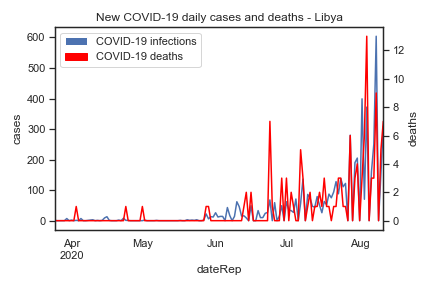 New COVID-19 daily cases and deaths - Libya
COVID-19 infections
COVID-19 deaths
600
500
400
300
200
100
0
cases
12
10
8
6
4
2
0
deaths
Apr May Jun Jul Aug
2020
dateRep